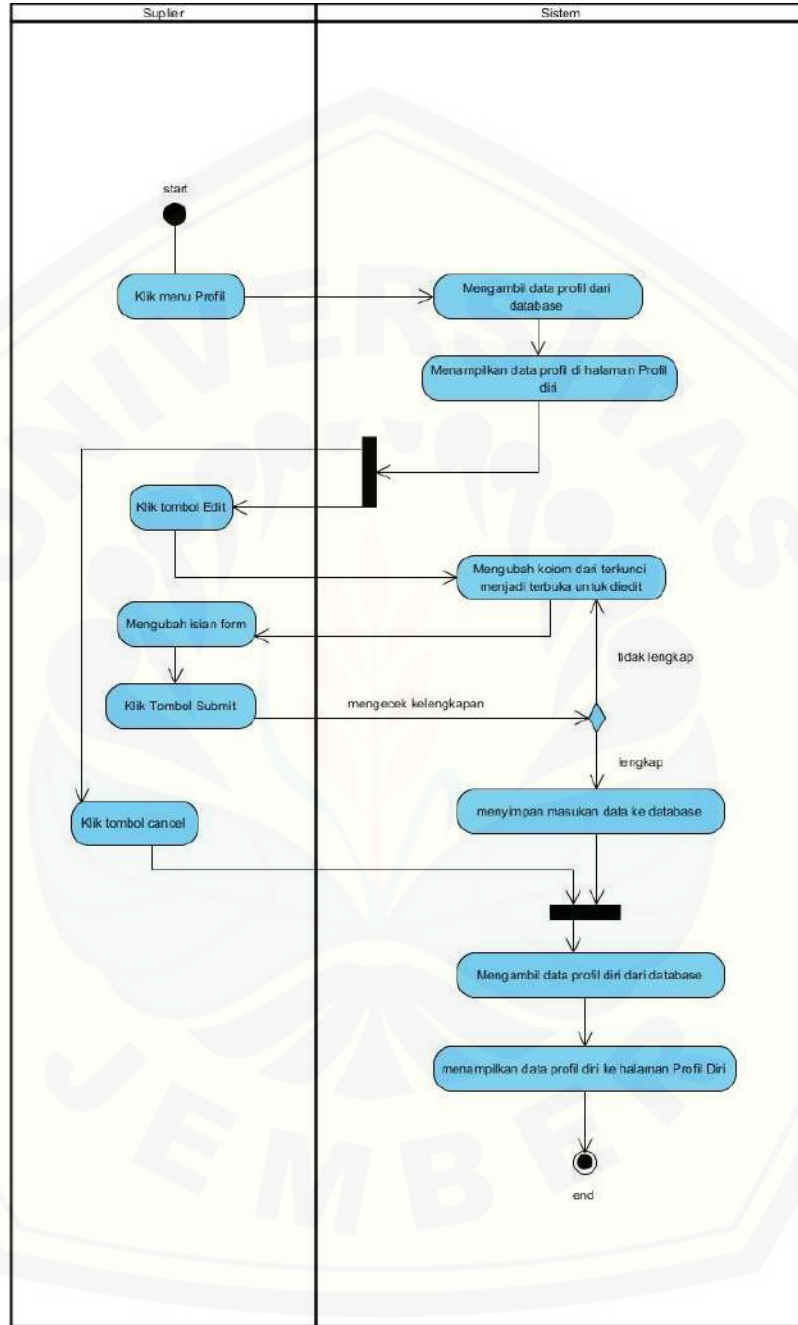 Suplier
Sistem
start
Klik menu Profil
Mengambil data profil dari
database
Menampilkan data profil di halaman Profil
diri
Klik tombol Edit
Mengubah kolom dari terkunci
menjadi terbuka untuk diedit
Mengubah isian form
tidak lengkap
Klik Tombol Submit
mengecek kelengkapan
lengkap
Klik tombol cancel
menyimpan masukan data ke database
Mengambil data profil diri dari database
menampilkan data profil diri ke halaman Profil Diri
end
UNIVERSITAS
JEMBER